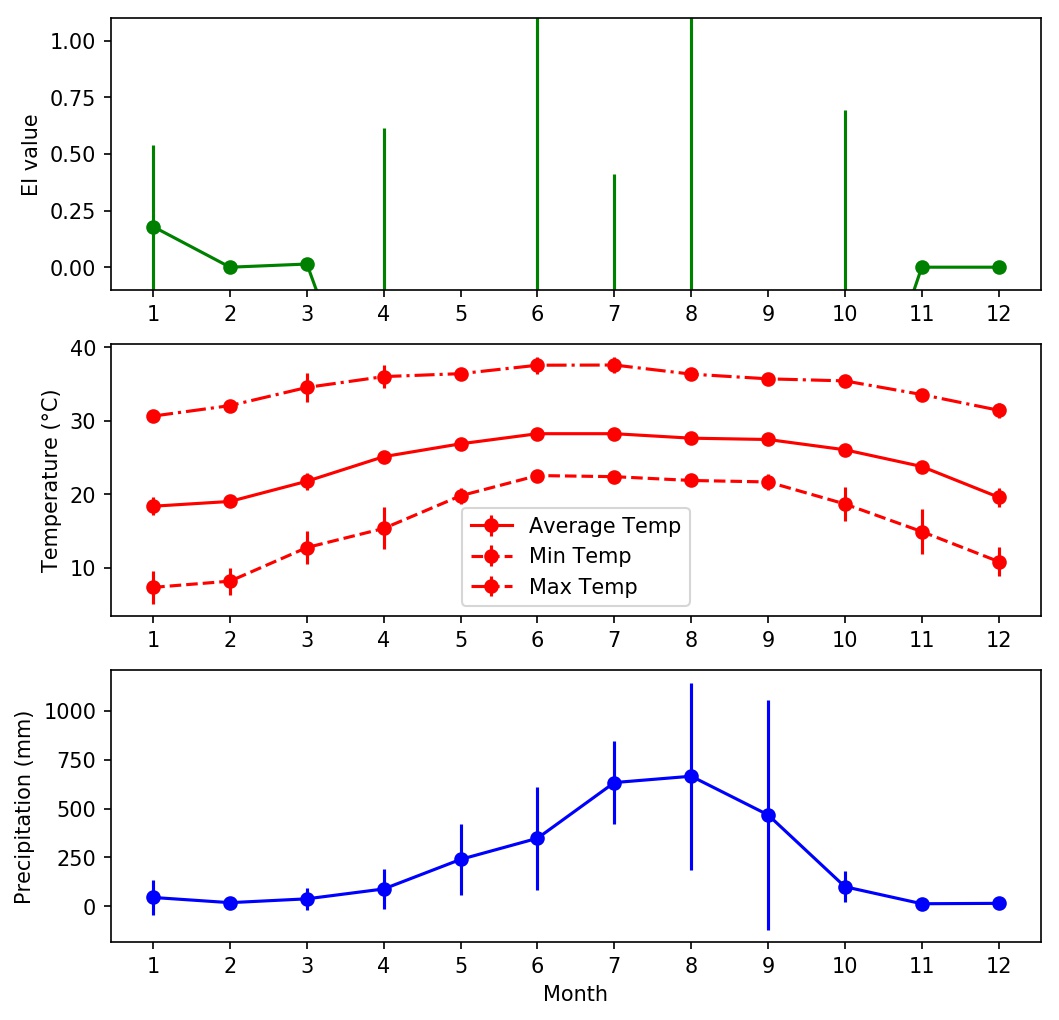 1.00
0.75
0.50
0.25
0.00
EI value
1 2 3 4 5 6 7 8 9 10 11 12
40
30
20
10
Temperature (°C)
Average Temp
Min Temp
Max Temp
1 2 3 4 5 6 7 8 9 10 11 12
1000
750
500
250
0
Precipitation (mm)
1 2 3 4 5 6 7 8 9 10 11 12
Month